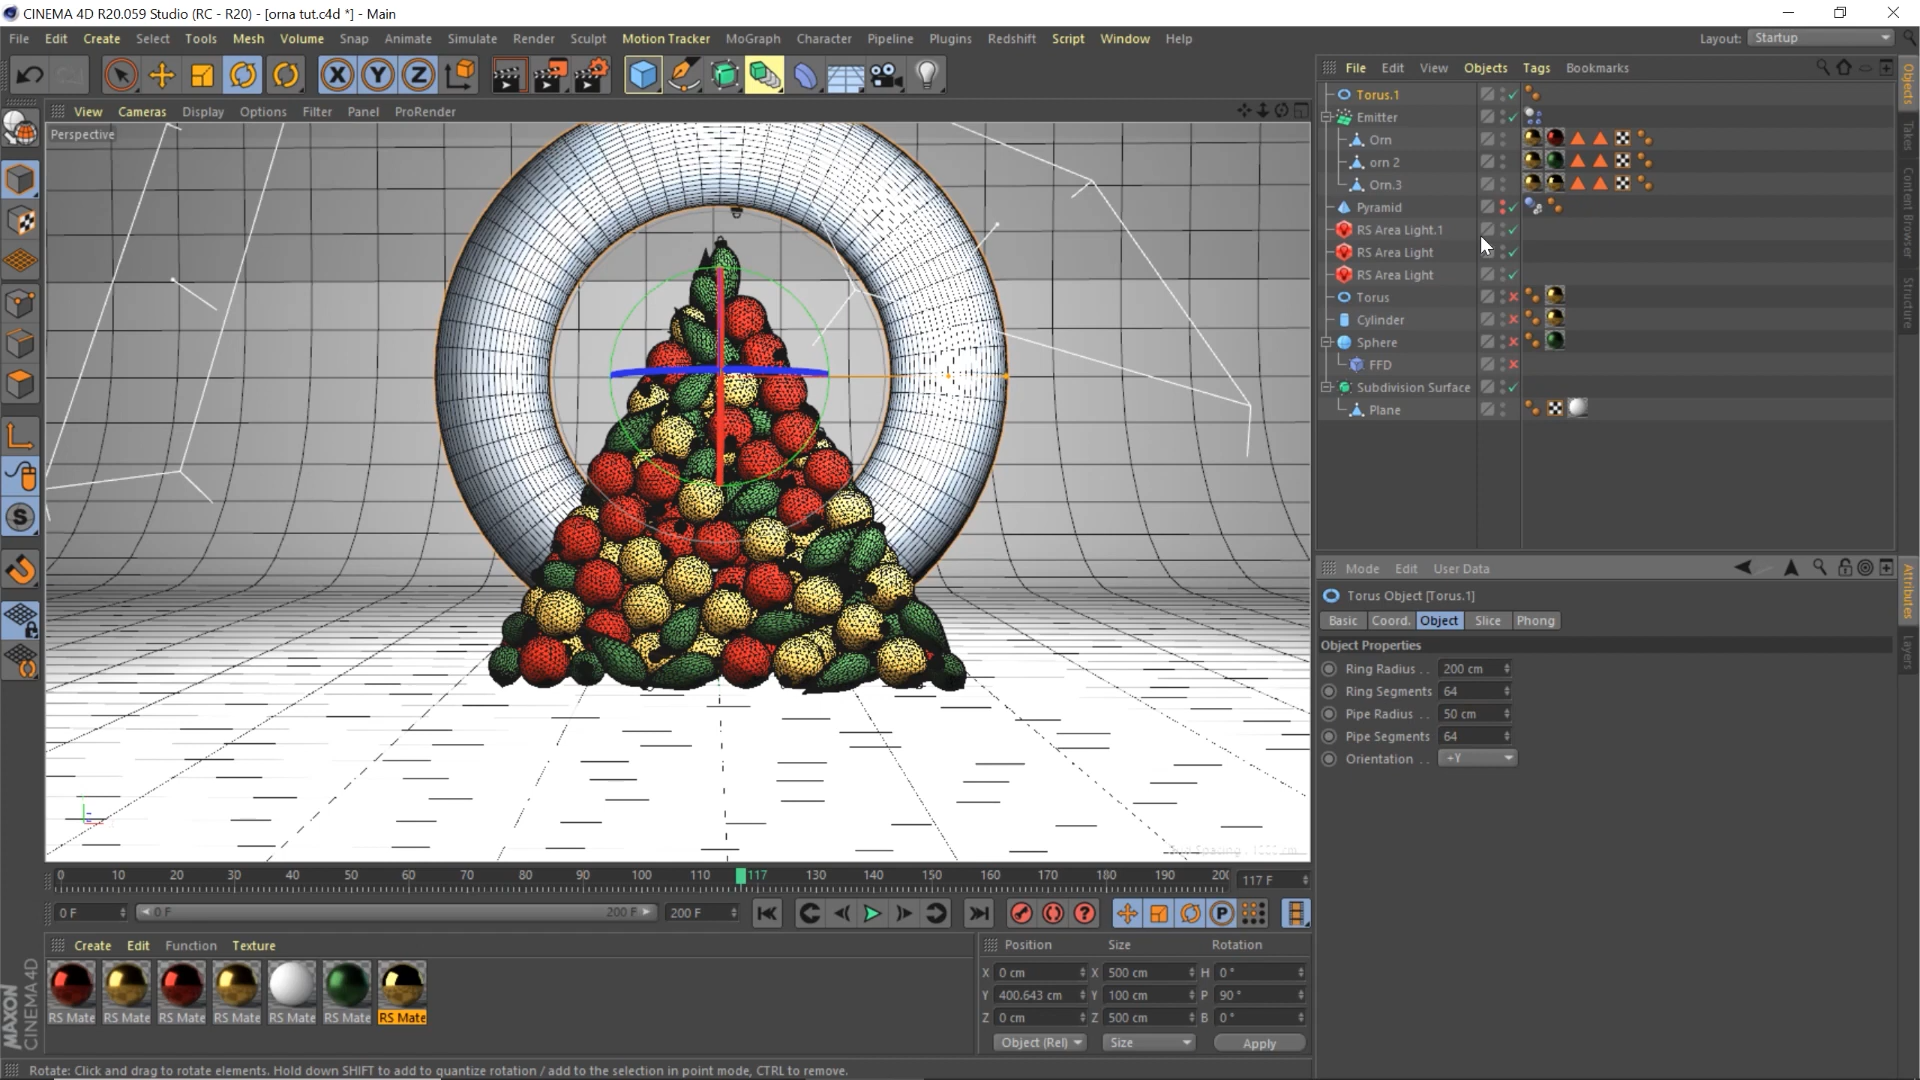 CINEMA 4D R20.059 Studio (RC - R20) - [orna tut.c4d *] - Main
File Edit Create Select Tools Mesh Volume Snap Animate Simulate Render Sculpt Motion Tracker MoGraph Character Pipeline Plugins Redshift Script Window Help Layout: Startup
X Y Z
File Edit View Objects Tags Bookmarks
View Cameras Display Options Filter Panel ProRender
Perspective
Torus.1
Emitter
Orn
orn 2
Orn.3
Pyramid
RS Area Light.1
RS Area Light
RS Area Light
Torus
Cylinder
Sphere
FFD
Subdivision Surface
Plane
Objects
Takes
Content Browser
Structure
Mode Edit User Data
Torus Object [Torus.1]
Basic Coord. Object Slice Phong
Object Properties
Ring Radius . . 200 cm
Ring Segments 64
Pipe Radius . . 50 cm
Pipe Segments 64
Orientation . . +Y
Attributes
Layers
0 10 20 30 40 50 60 70 80 90 100 110 117 130 140 150 160 170 180 190 200 117 F
0 F 0 F 200 F 200 F P
Create Edit Function Texture
RS Mate RS Mate RS Mate RS Mate RS Mate RS Mate RS Mate
Position Size Rotation
X 0 cm X 500 cm H 0 °
Y 400.643 cm Y 100 cm P 90 °
Z 0 cm Z 500 cm B 0 °
Object (Rel) Size Apply
MAXON CINEMA 4D
Rotate: Click and drag to rotate elements. Hold down SHIFT to add to quantize rotation / add to the selection in point mode, CTRL to remove.